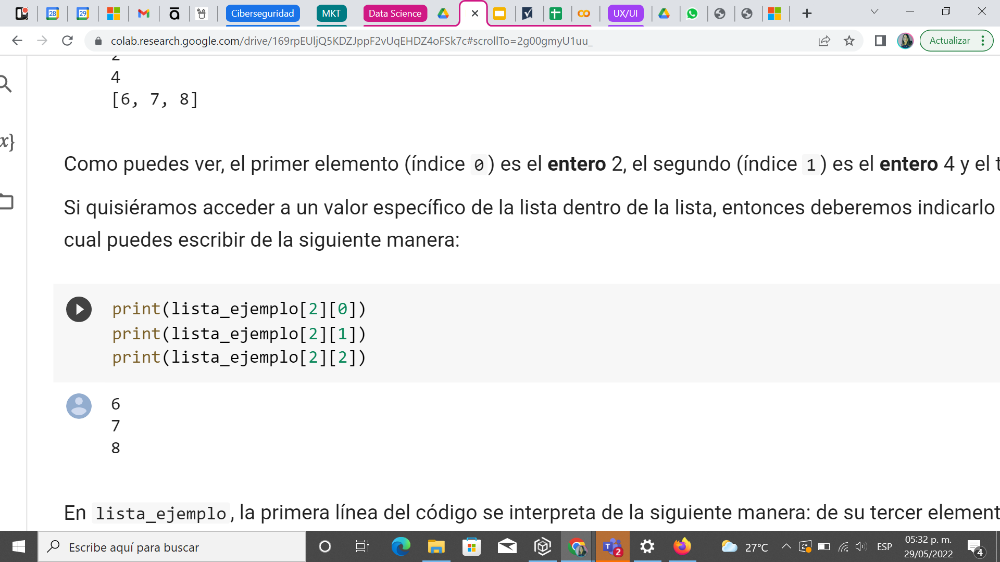 28
29
Ciberseguridad
MKT
Data Science
UX/UI
colab.research.google.com/drive/169rpEUljQ5KDZJppF2vUqEHDZ4oFSk7c#scrollTo=2g00gmyU1uu_
Actualizar
2
4
[6, 7, 8]
x}
Como puedes ver, el primer elemento (índice 0) es el entero 2, el segundo (índice 1) es el entero 4 y el t
Si quisiéramos acceder a un valor específico de la lista dentro de la lista, entonces deberemos indicarlo
cual puedes escribir de la siguiente manera:
print(lista_ejemplo[2][0])
print(lista_ejemplo[2][1])
print(lista_ejemplo[2][2])
6
7
8
En lista_ejemplo, la primera línea del código se interpreta de la siguiente manera: de su tercer element
Escribe aquí para buscar
T
2
27°C
ESP
05:32 p. m.
29/05/2022
4